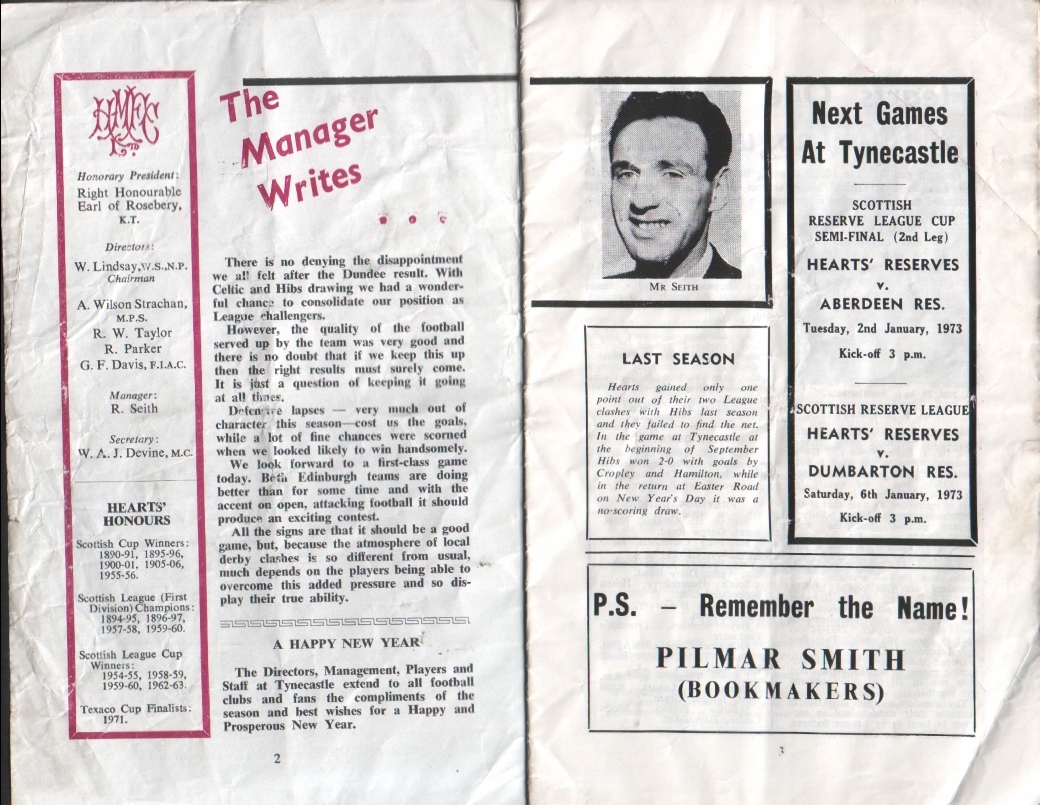 HMFC
Honorary President:
Right Honourable
Earl of Rosebery,
K.T.
Directors:
W. Lindsay, W.S., N.P.
Chairman
A. Wilson Strachan,
M.P.S.
R. W. Taylor
R. Parker
G. F. Davis, F.I.A.C.
Manager:
R. Seith
Secretary:
W. A. J. Devine, M.C.
HEARTS'
HONOURS
Scottish Cup Winners:
1890-91, 1895-96,
1900-01, 1905-06,
1955-56.
Scottish League (First
Division) Champions:
1894-95, 1896-97,
1957-58, 1959-60.
Scottish League Cup
Winners:
1954-55, 1958-59,
1959-60, 1962-63.
Texaco Cup Finalists:
1971.
The
Manager
Writes
. . .
There is no denying the disappointment
we all felt after the Dundee result. With
Celtic and Hibs drawing we had a wonder-
ful chance to consolidate our position as
League challengers.
However, the quality of the football
served up by the team was very good and
there is no doubt that if we keep this up
then the right results must surely come.
It is just a question of keeping it going
at all times.
Defensive lapses — very much out of
character this season—cost us the goals,
while a lot of fine chances were scorned
when we looked likely to win handsomely.
We look forward to a first-class game
today. Both Edinburgh teams are doing
better than for some time and with the
accent on open, attacking football it should
produce an exciting contest.
All the signs are that it should be a good
game, but, because the atmosphere of local
derby clashes is so different from usual,
much depends on the players being able to
overcome this added pressure and so dis-
play their true ability.
A HAPPY NEW YEAR
The Directors, Management, Players and
Staff at Tynecastle extend to all football
clubs and fans the compliments of the
season and best wishes for a Happy and
Prosperous New Year.
2
MR SEITH
LAST SEASON
Hearts gained only one
point out of their two League
clashes with Hibs last season
and they failed to find the net.
In the game at Tynecastle at
the beginning of September
Hibs won 2-0 with goals by
Cropley and Hamilton, while
in the return at Easter Road
on New Year's Day it was a
no-scoring draw.
Next Games
At Tynecastle
SCOTTISH
RESERVE LEAGUE CUP
SEMI-FINAL (2nd Leg)
HEARTS' RESERVES
v.
ABERDEEN RES.
Tuesday, 2nd January, 1973
Kick-off 3 p.m.
SCOTTISH RESERVE LEAGUE
HEARTS' RESERVES
v.
DUMBARTON RES.
Saturday, 6th January, 1973
Kick-off 3 p.m.
P.S. – Remember the Name!
PILMAR SMITH
(BOOKMAKERS)
3